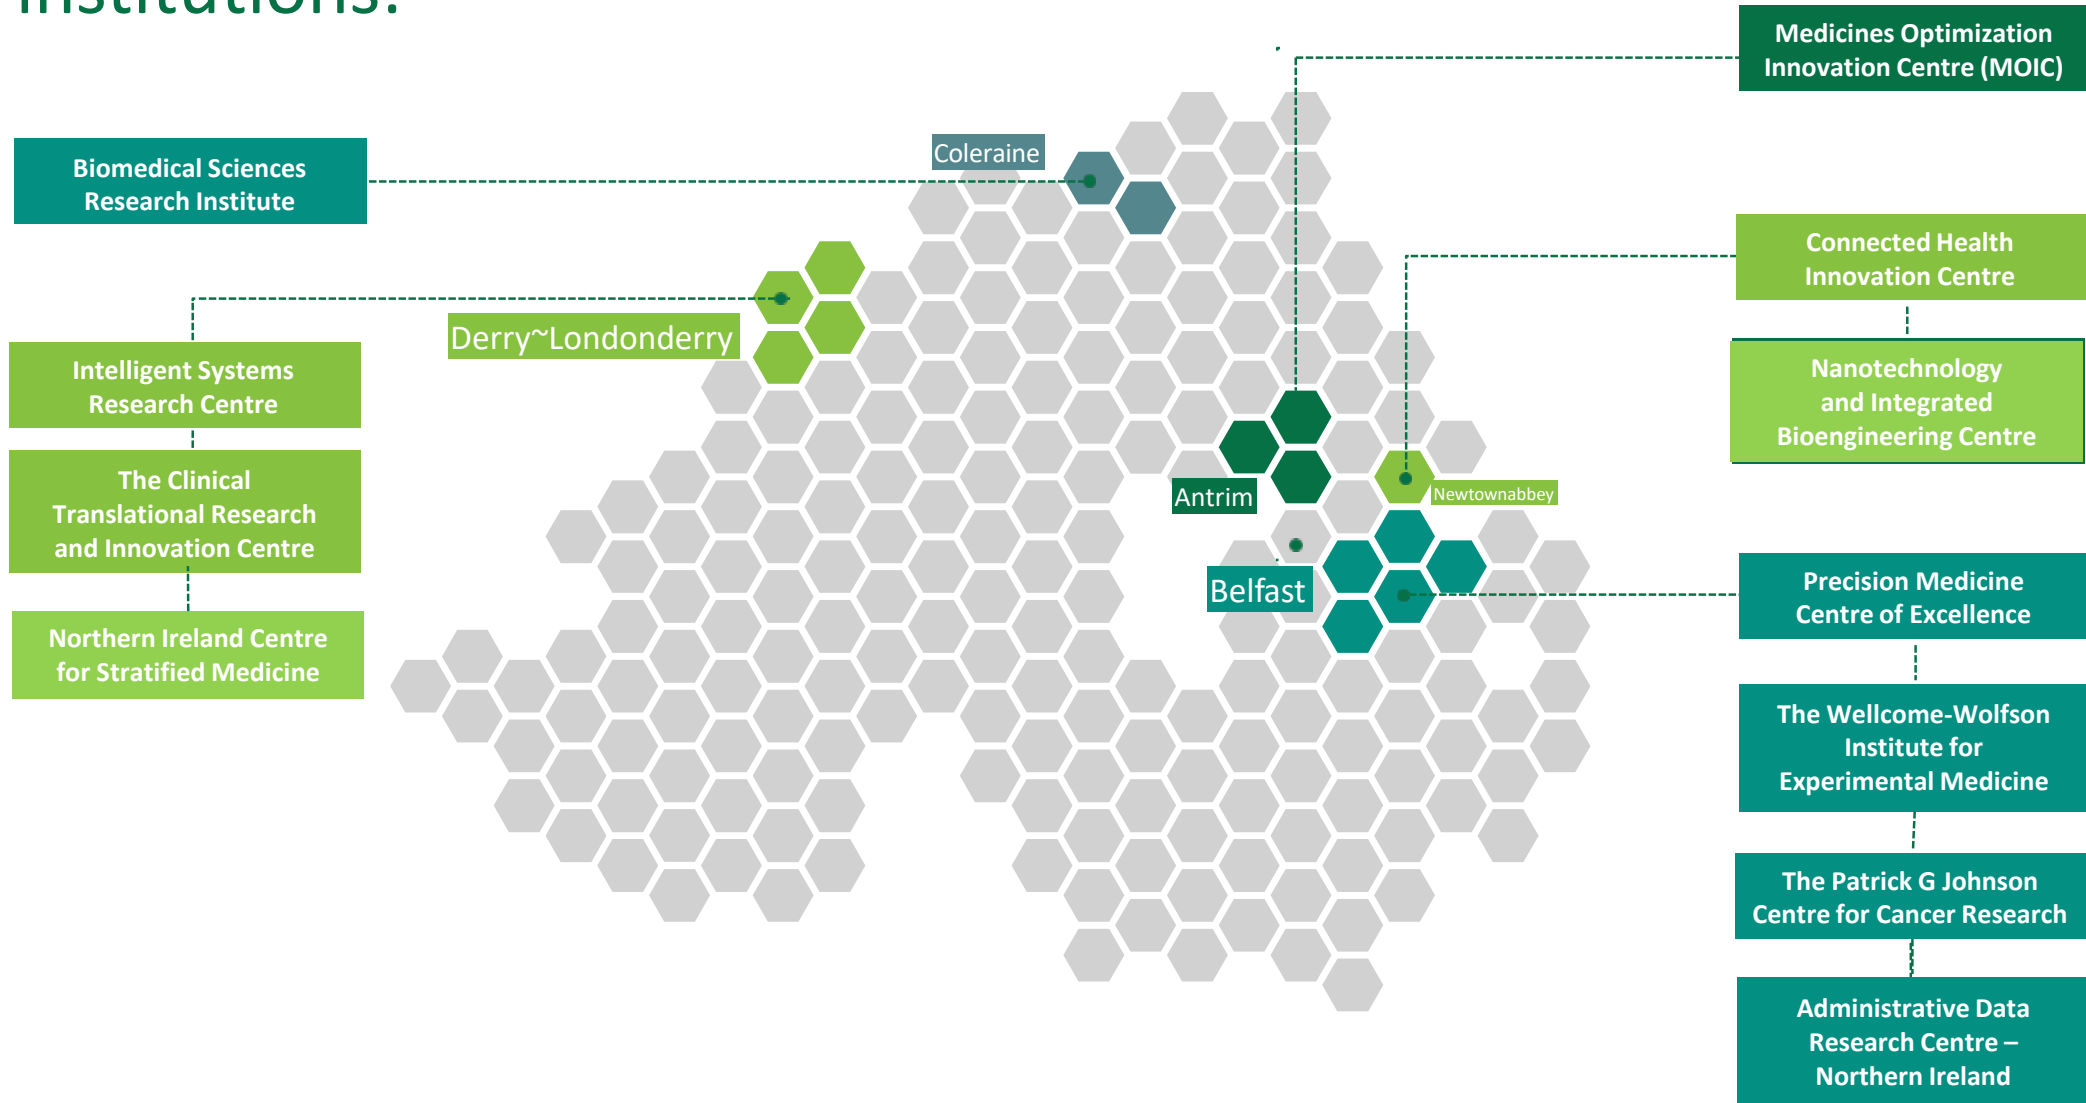 institutions.
Medicines Optimization
Innovation Centre (MOIC)
Biomedical Sciences
Research Institute
Coleraine
Connected Health
Innovation Centre
Derry~Londonderry
Intelligent Systems
Research Centre
Nanotechnology
and Integrated
Bioengineering Centre
The Clinical
Translational Research
and Innovation Centre
Antrim
Newtownabbey
Belfast
Precision Medicine
Centre of Excellence
Northern Ireland Centre
for Stratified Medicine
The Wellcome-Wolfson
Institute for
Experimental Medicine
The Patrick G Johnson
Centre for Cancer Research
Administrative Data
Research Centre –
Northern Ireland